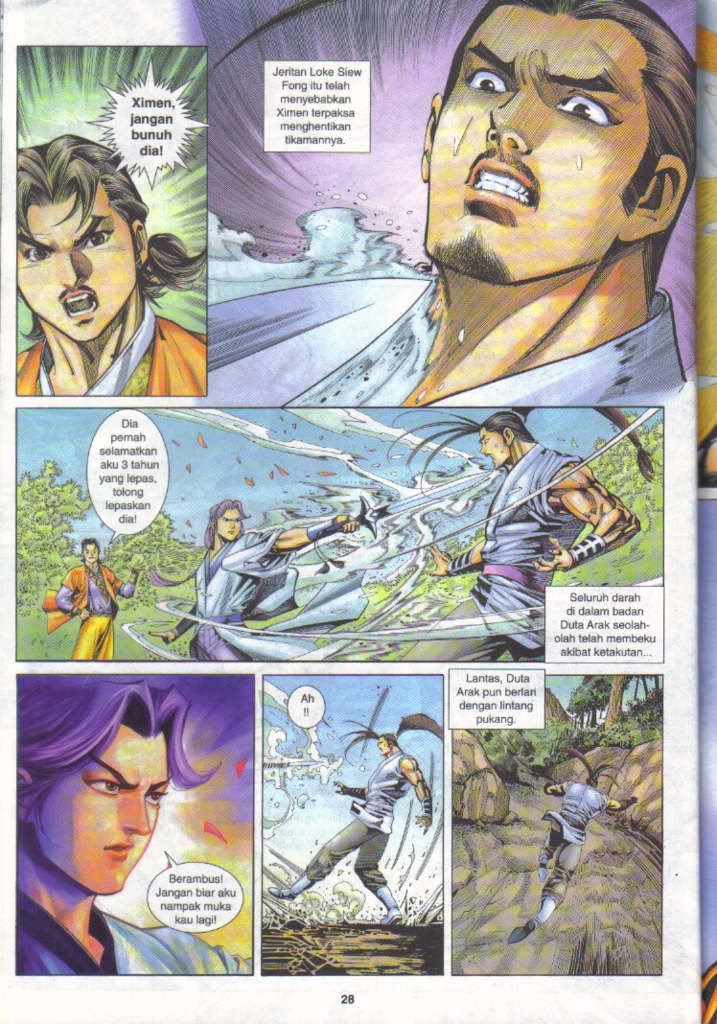 Ximen,
jangan
bunuh
dia!
Jeritan Loke Siew
Fong itu telah
menyebabkan
Ximen terpaksa
menghentikan
tikamannya.
Dia
pernah
selamatkan
aku 3 tahun
yang lepas,
tolong
lepaskan
dia!
Seluruh darah
di dalam badan
Duta Arak seolah-
olah telah membeku
akibat ketakutan...
Berambus!
Jangan biar aku
nampak muka
kau lagi!
Ah
!!
Lantas, Duta
Arak pun berlari
dengan lintang
pukang.
28